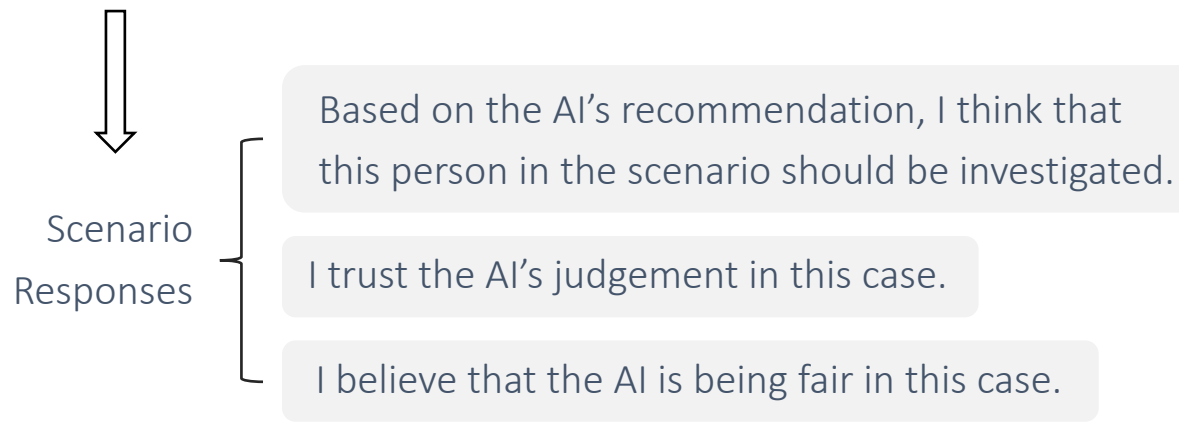 Based on the AI’s recommendation, I think that
this person in the scenario should be investigated.
Scenario
Responses
I trust the AI’s judgement in this case.
I believe that the AI is being fair in this case.